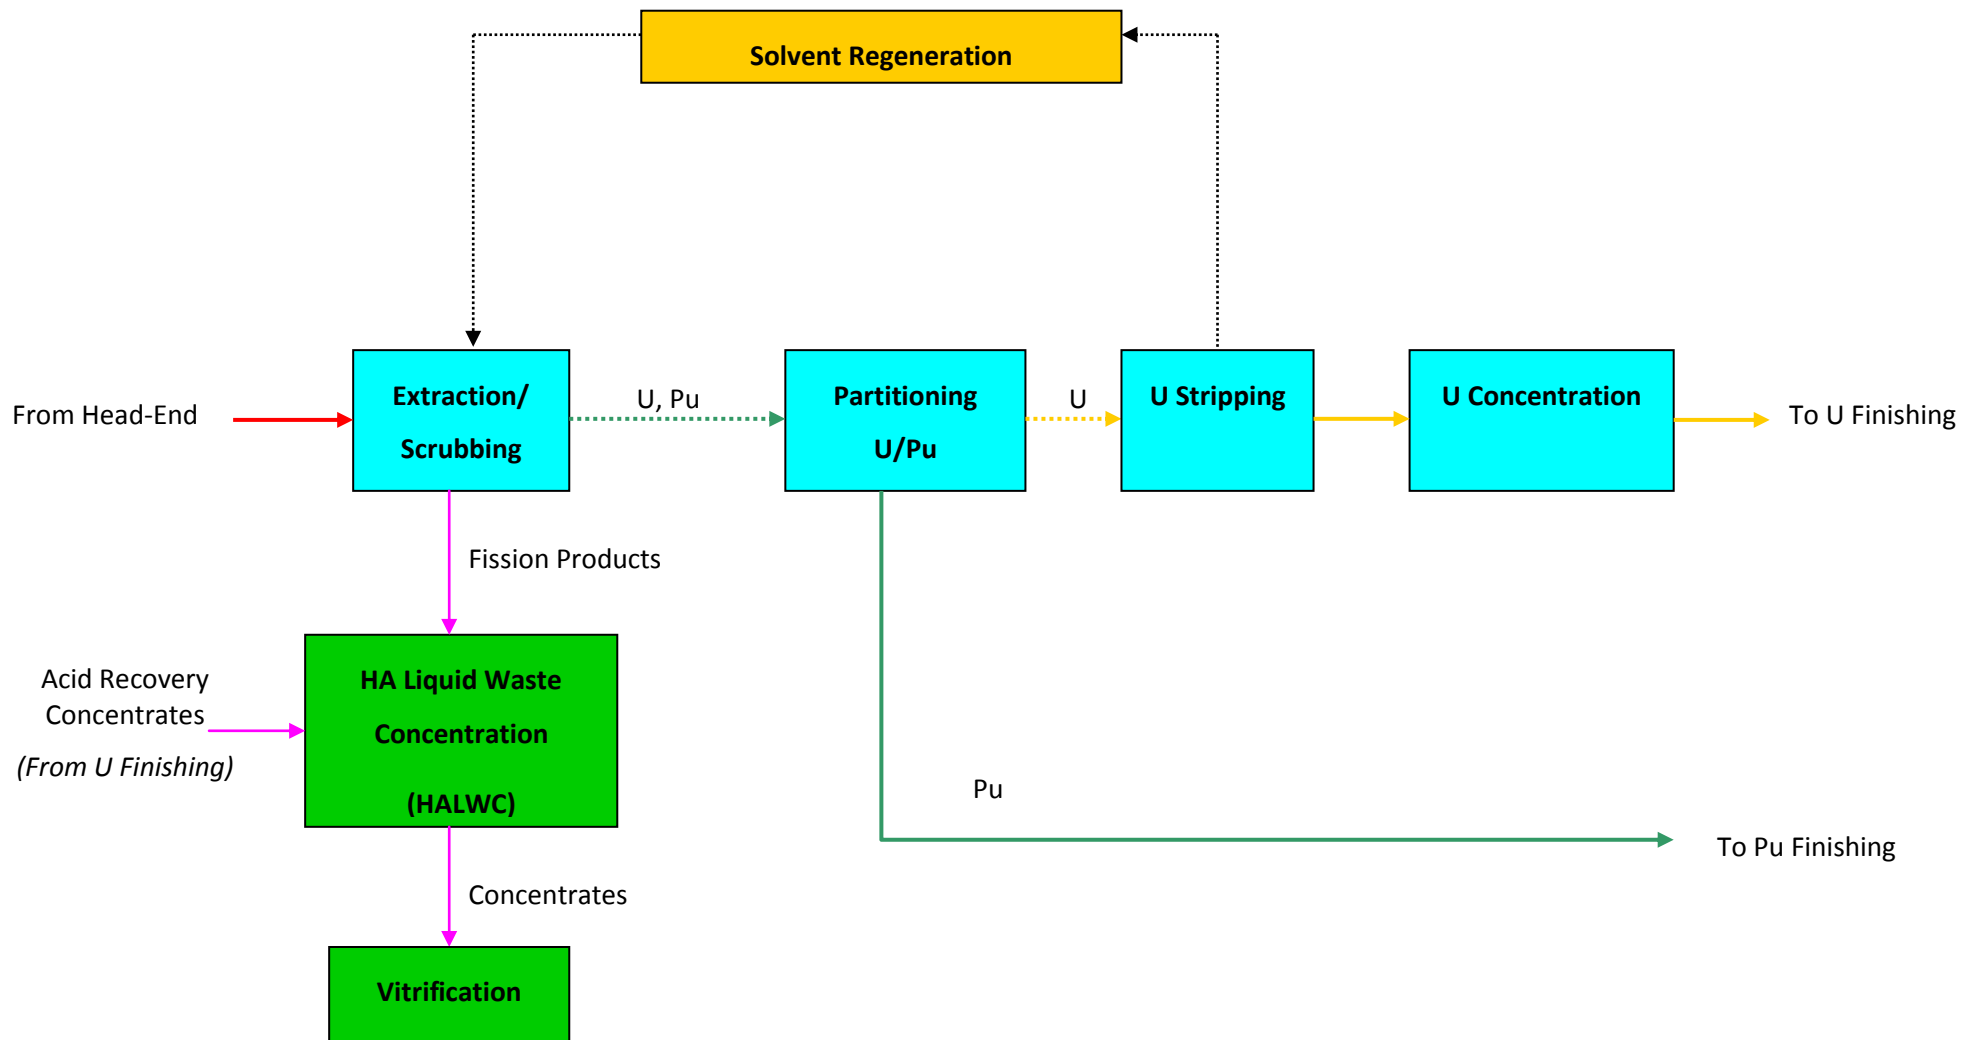 Solvent Regeneration
From Head-End
Extraction/
Scrubbing
U, Pu
Partitioning
U/Pu
U
U Stripping
U Concentration
To U Finishing
Fission Products
Acid Recovery
Concentrates
(From U Finishing)
HA Liquid Waste
Concentration
(HALWC)
Pu
To Pu Finishing
Concentrates
Vitrification